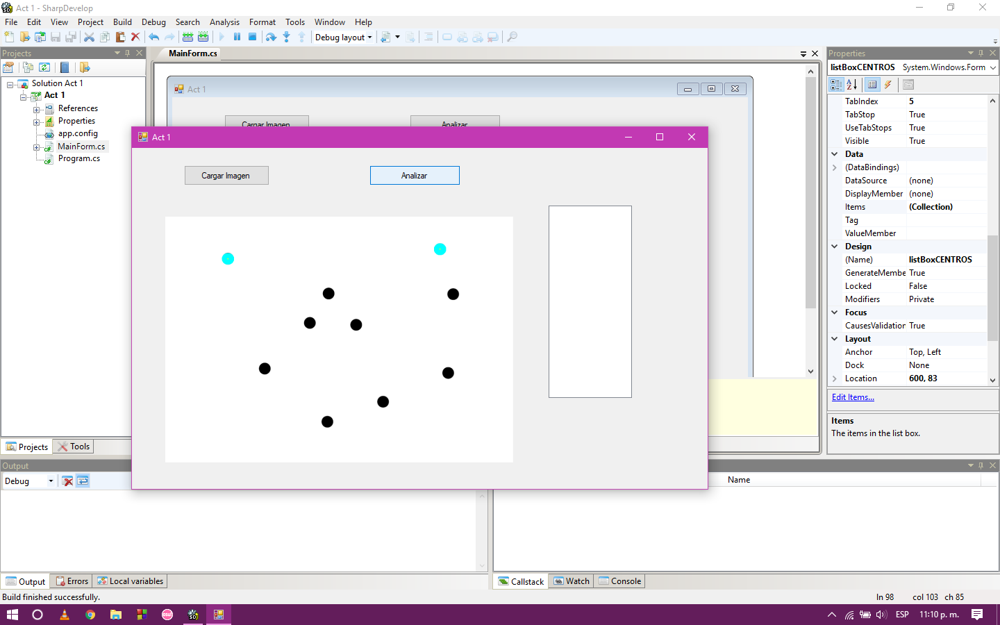 Act 1 - SharpDevelop
File Edit View Project Build Debug Search Analysis Format Tools Window Help
Debug layout
Projects
Solution Act 1
Act 1
References
Properties
app.config
MainForm.cs
Program.cs
Projects Tools
MainForm.cs
Act 1
Cargar Imagen Analizar
Act 1
Cargar Imagen Analizar
Properties
listBoxCENTROS System.Windows.Form
TabIndex 5
TabStop True
UseTabStops True
Visible True
Data
(DataBindings)
DataSource (none)
DisplayMember (none)
Items (Collection)
Tag
ValueMember
Design
(Name) listBoxCENTROS
GenerateMembe True
Locked False
Modifiers Private
Focus
CausesValidation True
Layout
Anchor Top, Left
Dock None
Location 600, 83
Edit Items...
Items
The items in the list box.
Output
Debug
Name
Output Errors Local variables
Callstack Watch Console
Build finished successfully.
ln 98 col 103 ch 85
osu!
SD
ESP 11:10 p. m.